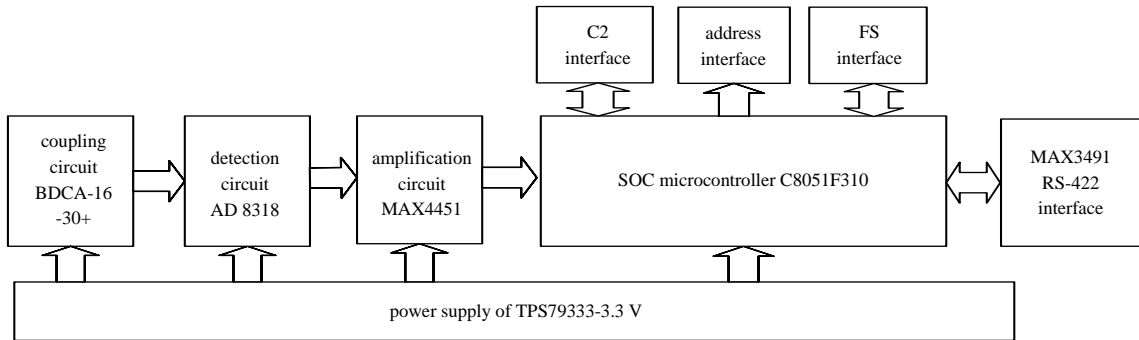 C2
interface
address
interface
FS
interface
coupling
circuit
BDCA-16
-30+
detection
circuit
AD 8318
amplification
circuit
MAX4451
SOC microcontroller C8051F310
MAX3491
RS-422
interface
power supply of TPS79333-3.3 V